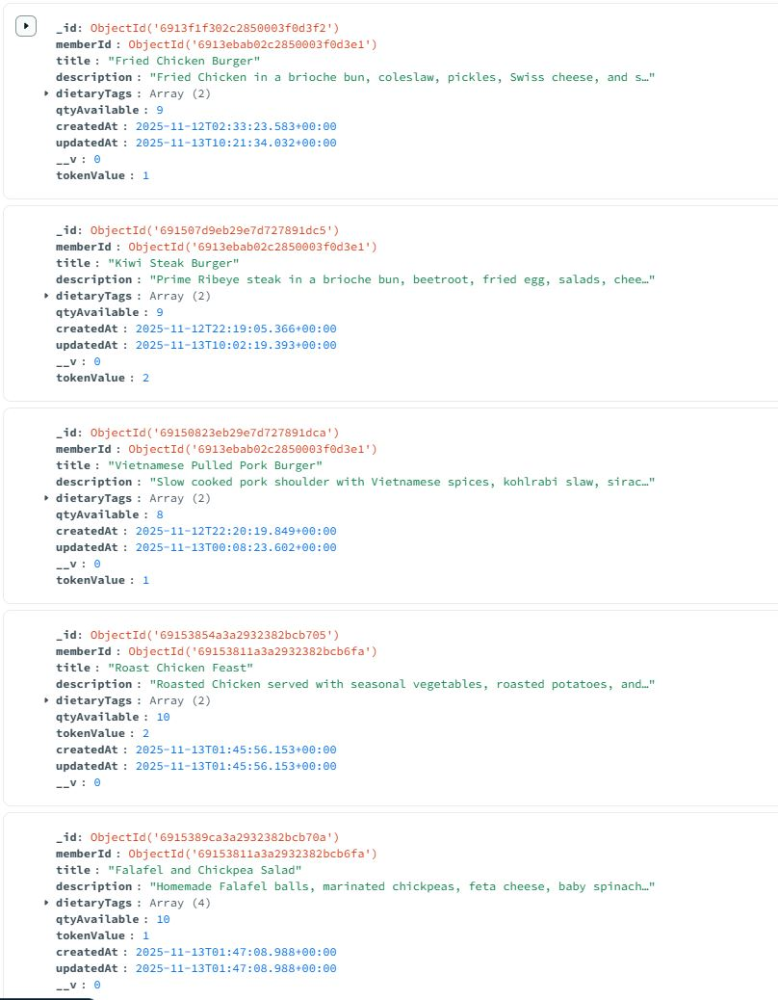 _id: ObjectId('6913f1f302c2850003f0d3f2')
memberId : ObjectId('6913ebab02c2850003f0d3e1')
title : "Fried Chicken Burger"
description : "Fried Chicken in a brioche bun, coleslaw, pickles, Swiss cheese, and s…"
dietaryTags : Array (2)
qtyAvailable : 9
createdAt : 2025-11-12T02:33:23.583+00:00
updatedAt : 2025-11-13T10:21:34.032+00:00
__v : 0
tokenValue : 1
_id: ObjectId('691507d9eb29e7d727891dc5')
memberId : ObjectId('6913ebab02c2850003f0d3e1')
title : "Kiwi Steak Burger"
description : "Prime Ribeye steak in a brioche bun, beetroot, fried egg, salads, chee…"
dietaryTags : Array (2)
qtyAvailable : 9
createdAt : 2025-11-12T22:19:05.366+00:00
updatedAt : 2025-11-13T10:02:19.393+00:00
__v : 0
tokenValue : 2
_id: ObjectId('69150823eb29e7d727891dca')
memberId : ObjectId('6913ebab02c2850003f0d3e1')
title : "Vietnamese Pulled Pork Burger"
description : "Slow cooked pork shoulder with Vietnamese spices, kohlrabi slaw, sirac…"
dietaryTags : Array (2)
qtyAvailable : 8
createdAt : 2025-11-12T22:20:19.849+00:00
updatedAt : 2025-11-13T00:08:23.602+00:00
__v : 0
tokenValue : 1
_id: ObjectId('69153854a3a2932382bcb705')
memberId : ObjectId('69153811a3a2932382bcb6fa')
title : "Roast Chicken Feast"
description : "Roasted Chicken served with seasonal vegetables, roasted potatoes, and…"
dietaryTags : Array (2)
qtyAvailable : 10
tokenValue : 2
createdAt : 2025-11-13T01:45:56.153+00:00
updatedAt : 2025-11-13T01:45:56.153+00:00
__v : 0
_id: ObjectId('6915389ca3a2932382bcb70a')
memberId : ObjectId('69153811a3a2932382bcb6fa')
title : "Falafel and Chickpea Salad"
description : "Homemade Falafel balls, marinated chickpeas, feta cheese, baby spinach…"
dietaryTags : Array (4)
qtyAvailable : 10
tokenValue : 1
createdAt : 2025-11-13T01:47:08.988+00:00
updatedAt : 2025-11-13T01:47:08.988+00:00
__v : 0